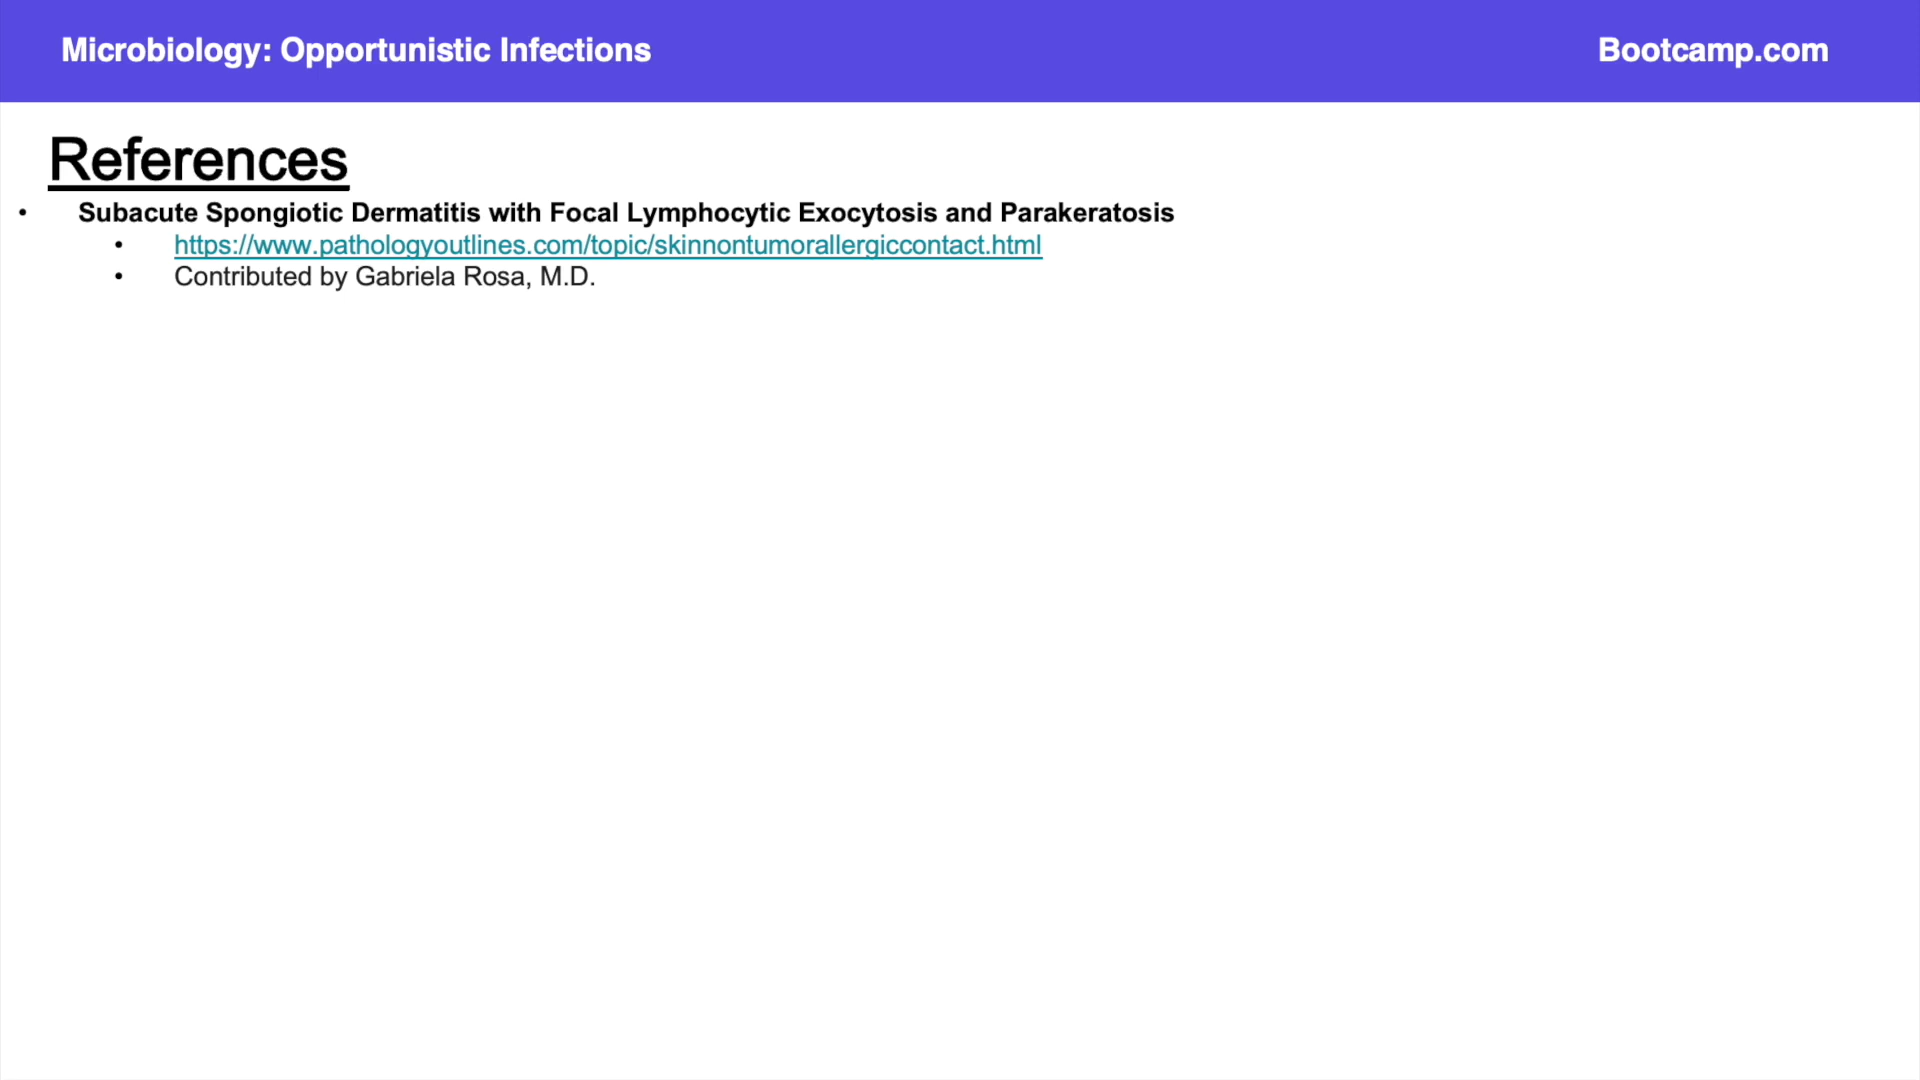 Microbiology: Opportunistic Infections
Bootcamp.com
References
• Subacute Spongiotic Dermatitis with Focal Lymphocytic Exocytosis and Parakeratosis
• https://www.pathologyoutlines.com/topic/skinnontumorallergiccontact.html
• Contributed by Gabriela Rosa, M.D.